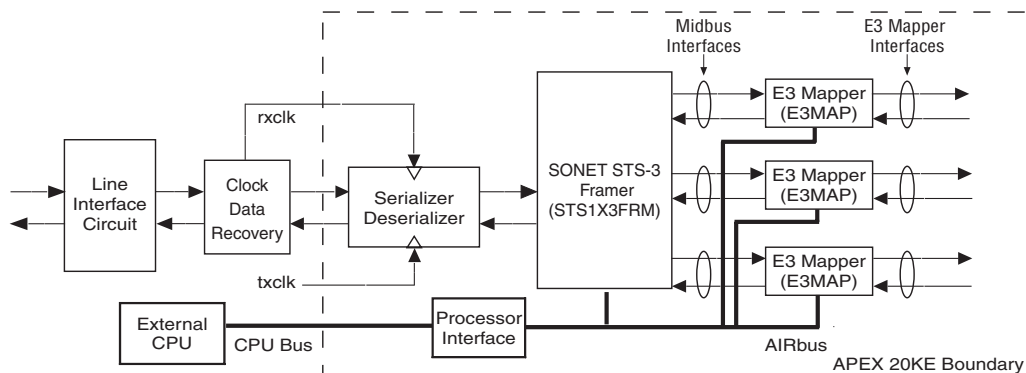 Midbus
Interfaces
E3 Mapper
Interfaces
rxclk
Line
Interface
Circuit
Clock
Data
Recovery
Serializer
Deserializer
SONET STS-3
Framer
(STS1X3FRM)
E3 Mapper
(E3MAP)
E3 Mapper
(E3MAP)
E3 Mapper
(E3MAP)
txclk
External
CPU
CPU Bus
Processor
Interface
AIRbus
APEX 20KE Boundary